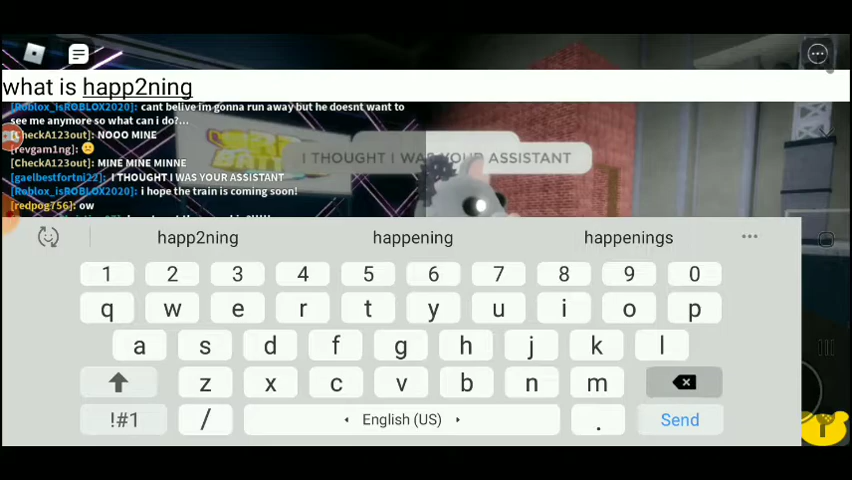 what is happ2ning
[Roblox_isROBLOX2020]: cant belive im gonna run away but he doesnt want to
see me anymore so what can i do?...
[CheckA123out]: NOOO MINE
[revgam1ng]: 🙁
[CheckA123out]: MINE MINE MINNE
[gaelbestfortni22]: I THOUGHT I WAS YOUR ASSISTANT
[Roblox_isROBLOX2020]: i hope the train is coming soon!
[redpog756]: ow
I THOUGHT I WAS YOUR ASSISTANT
happ2ning happening happenings
1 2 3 4 5 6 7 8 9 0
q w e r t y u i o p
a s d f g h j k l
z x c v b n m
!#1 / English (US) . Send